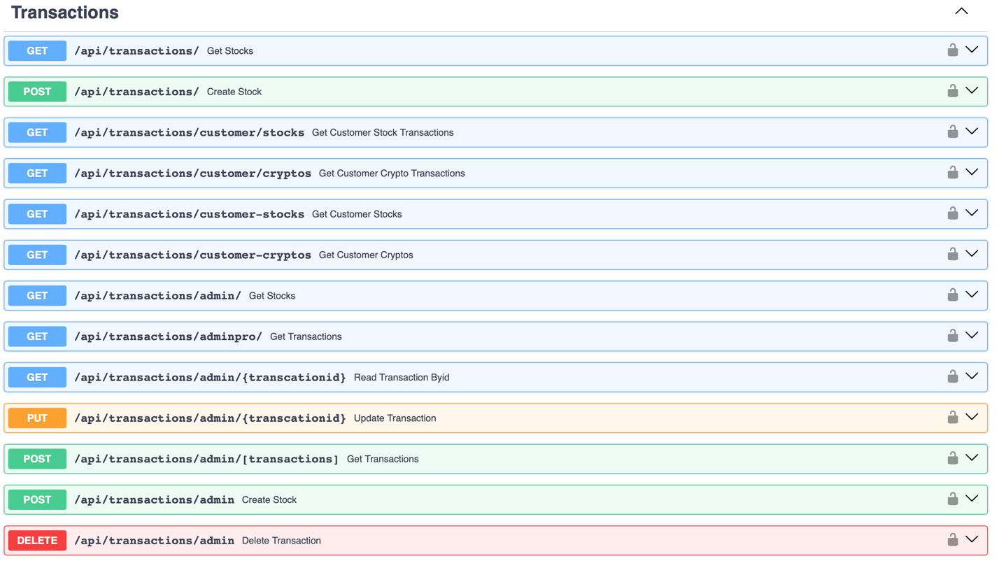 Transactions
GET /api/transactions/ Get Stocks
POST /api/transactions/ Create Stock
GET /api/transactions/customer/stocks Get Customer Stock Transactions
GET /api/transactions/customer/cryptos Get Customer Crypto Transactions
GET /api/transactions/customer-stocks Get Customer Stocks
GET /api/transactions/customer-cryptos Get Customer Cryptos
GET /api/transactions/admin/ Get Stocks
GET /api/transactions/adminpro/ Get Transactions
GET /api/transactions/admin/{transcationid} Read Transaction Byid
PUT /api/transactions/admin/{transcationid} Update Transaction
POST /api/transactions/admin/[transactions] Get Transactions
POST /api/transactions/admin Create Stock
DELETE /api/transactions/admin Delete Transaction